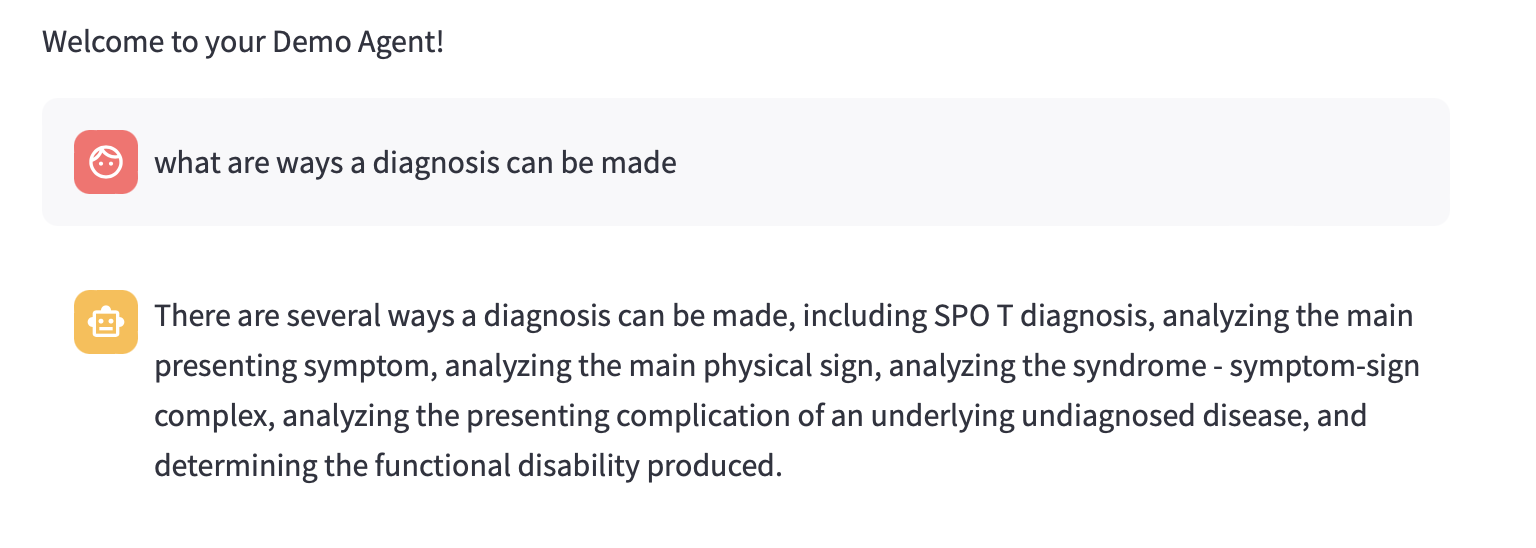 Welcome to your Demo Agent!
what are ways a diagnosis can be made
There are several ways a diagnosis can be made, including SPO T diagnosis, analyzing the main
presenting symptom, analyzing the main physical sign, analyzing the syndrome - symptom-sign
complex, analyzing the presenting complication of an underlying undiagnosed disease, and
determining the functional disability produced.